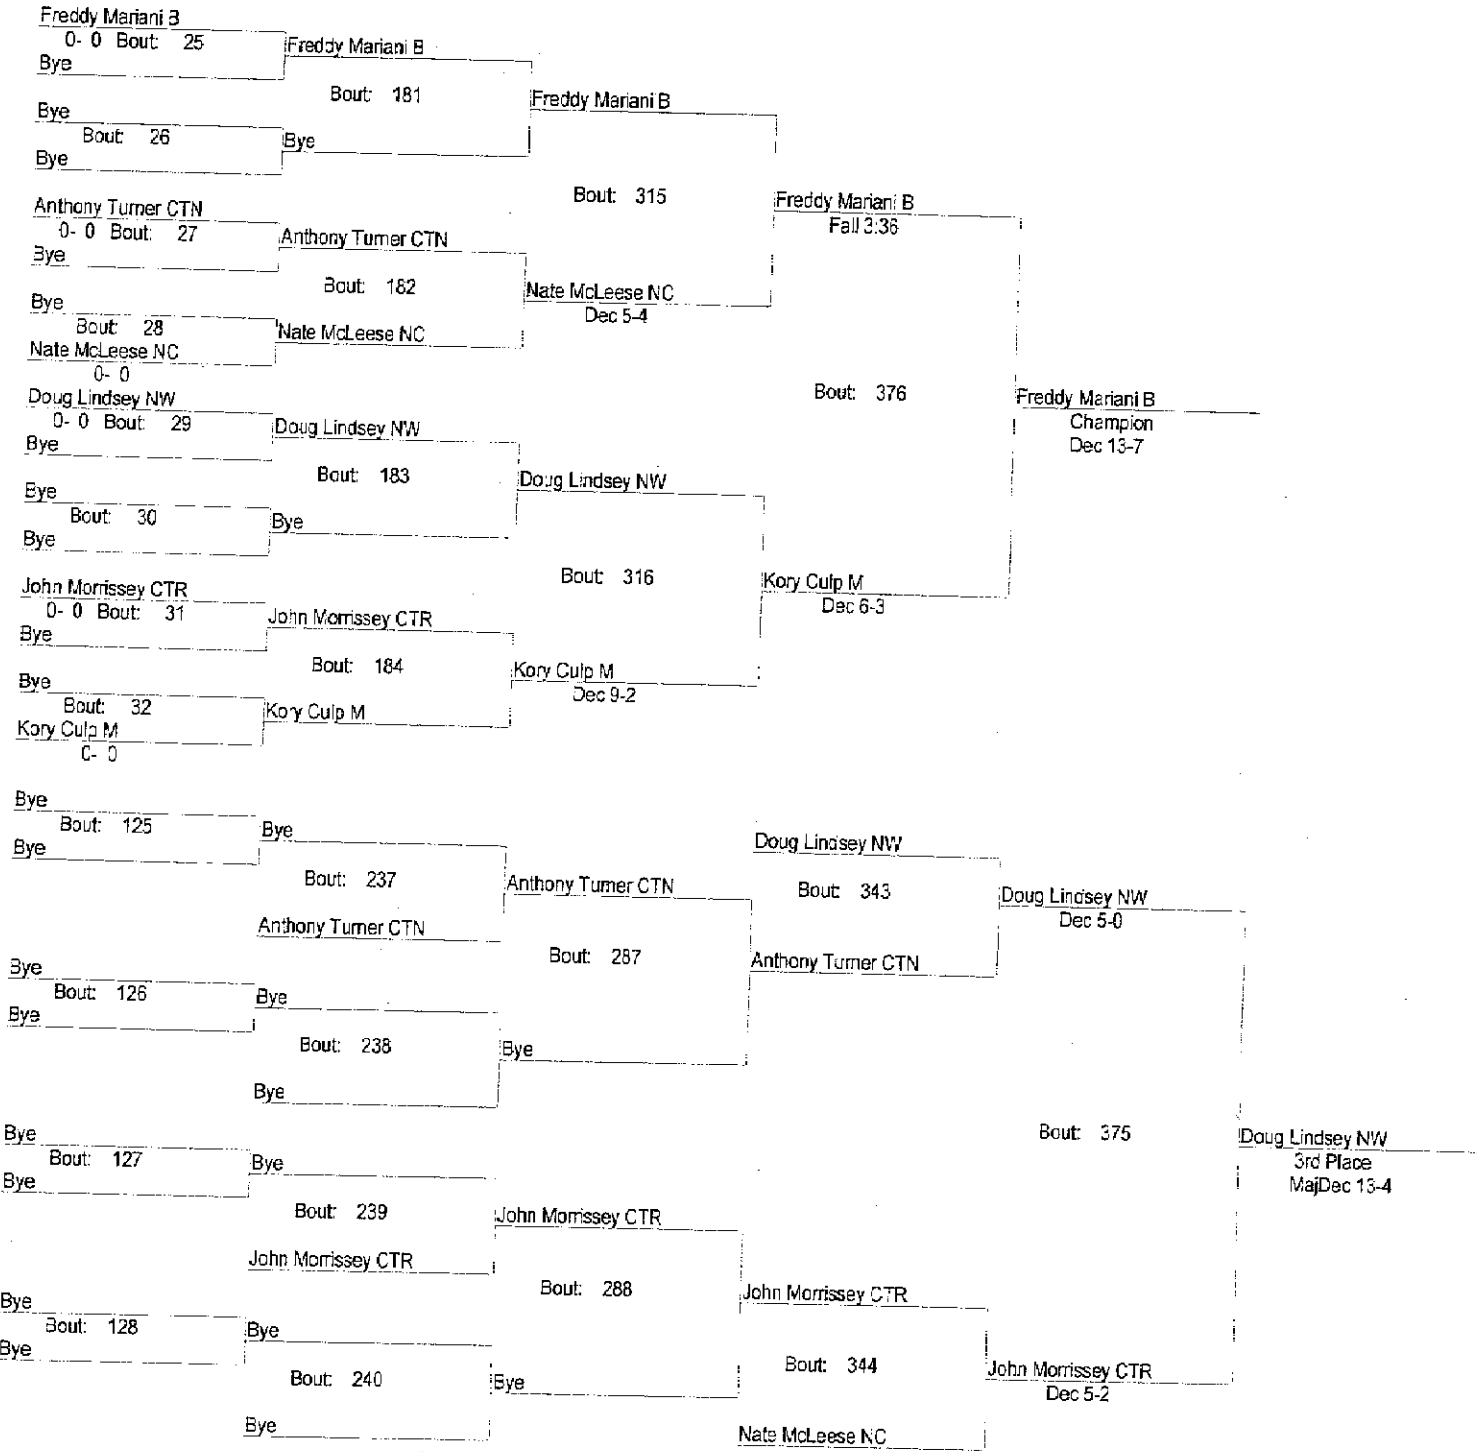 Freddy Mariani B
0- 0 Bout: 25
Bye
Freddy Mariani B
Bout: 181
Bye
Bout: 26
Bye
Bye
Freddy Mariani B
Bout: 315
Anthony Turner CTN
0- 0 Bout: 27
Bye
Anthony Turner CTN
Bout: 182
Bye
Bout: 28
Nate McLeese NC
0- 0
Nate McLeese NC
Nate McLeese NC
Dec 5-4
Freddy Mariani B
Fall 3:36
Bout: 376
Doug Lindsey NW
0- 0 Bout: 29
Bye
Doug Lindsey NW
Bout: 183
Bye
Bout: 30
Bye
Bye
Doug Lindsey NW
Bout: 316
John Morrissey CTR
0- 0 Bout: 31
Bye
John Morrissey CTR
Bout: 184
Bye
Bout: 32
Kory Culp M
0- 0
Kory Culp M
Kory Culp M
Dec 9-2
Kory Culp M
Dec 6-3
Freddy Mariani B
Champion
Dec 13-7
Bye
Bout: 125
Bye
Bye
Bout: 237
Anthony Turner CTN
Anthony Turner CTN
Bout: 287
Bye
Bout: 126
Bye
Bye
Bout: 238
Bye
Bye
Doug Lindsey NW
Bout: 343
Anthony Turner CTN
Doug Lindsey NW
Dec 5-0
Bout: 375
Bye
Bout: 127
Bye
Bye
Bout: 239
John Morrissey CTR
John Morrissey CTR
Bout: 288
Bye
Bout: 128
Bye
Bye
Bout: 240
Bye
Bye
John Morrissey CTR
Bout: 344
Nate McLeese NC
John Morrissey CTR
Dec 5-2
Doug Lindsey NW
3rd Place
MajDec 13-4